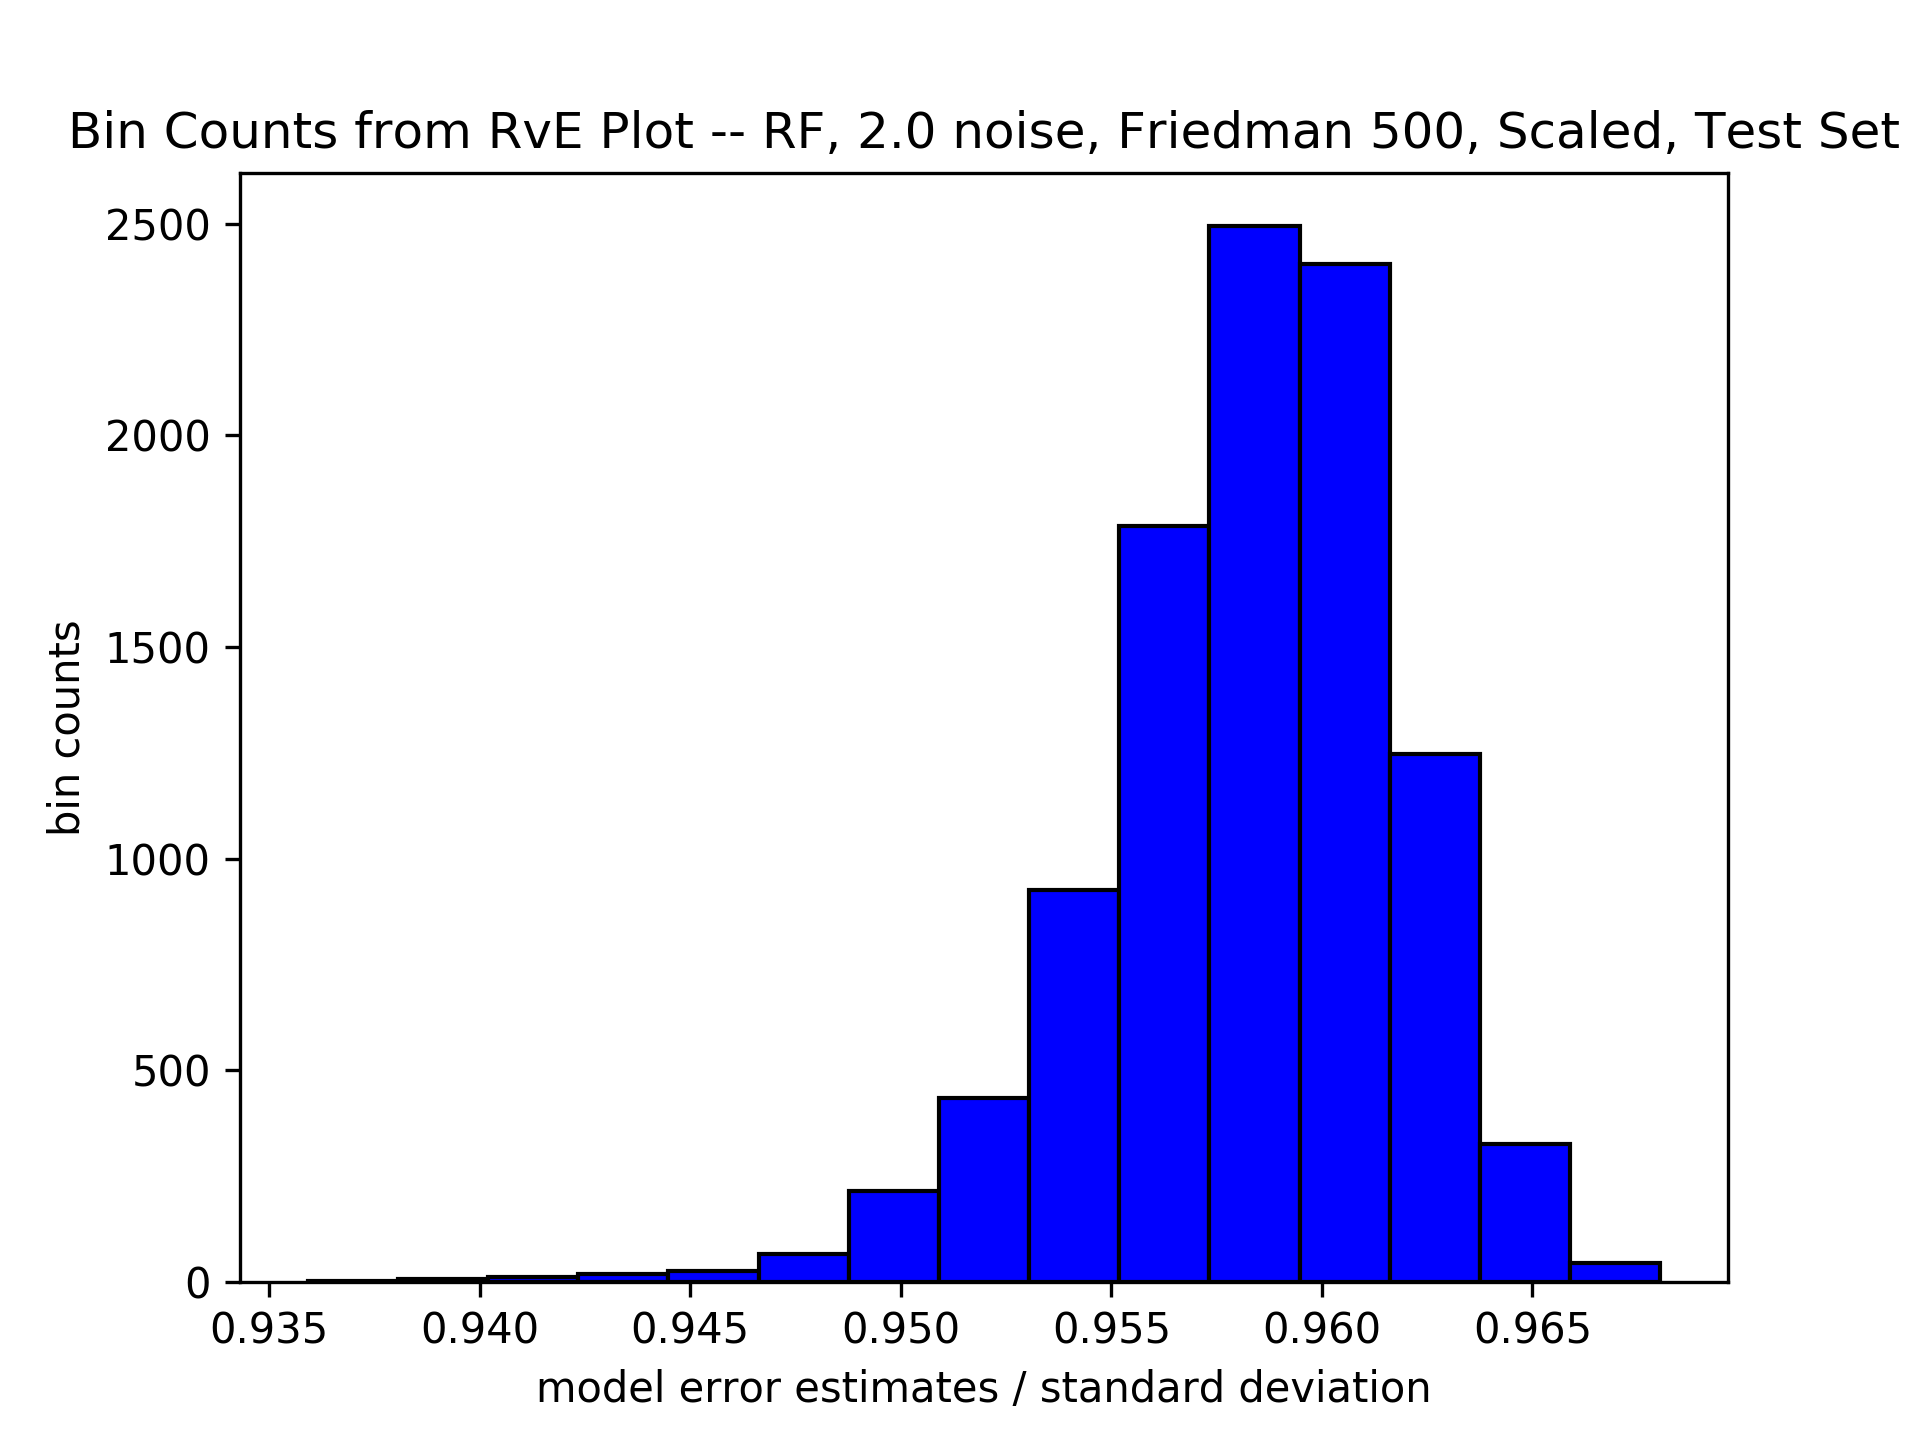 Bin Counts from RvE Plot -- RF, 2.0 noise, Friedman 500, Scaled, Test Set
2500
2000
1500
1000
500
0
bin counts
0.935 0.940 0.945 0.950 0.955 0.960 0.965
model error estimates / standard deviation